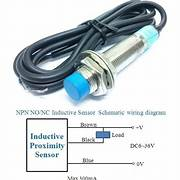 NPN NO/NC Inductive Sensor Schematic wiring diagram
Inductive
Proximity
Sensor
Brown
Black
Blue
Load
+V
DC6-36V
0V
Max 300mA